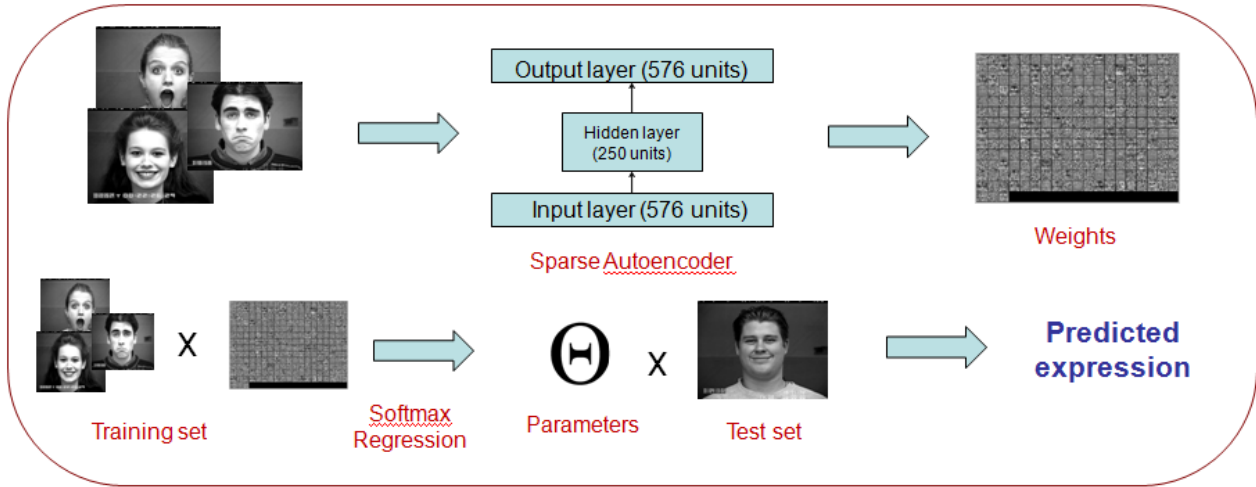 Output layer (576 units)
Hidden layer
(250 units)
Input layer (576 units)
Sparse Autoencoder
Weights
X
Training set
Softmax
Regression
Θ
Parameters
X
Test set
Predicted
expression